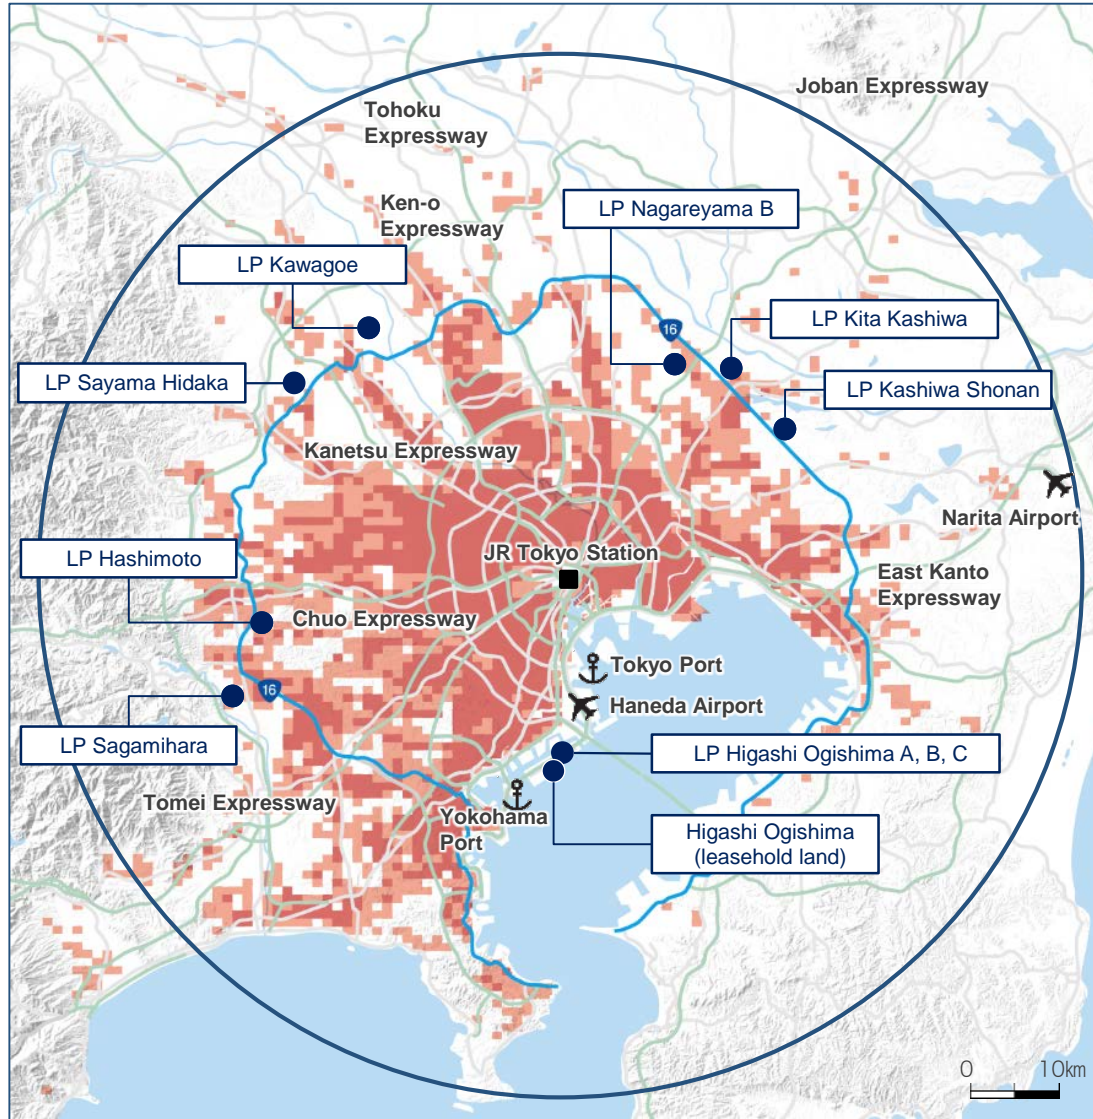 Joban Expressway
Tohoku
Expressway
Ken-o
Expressway
LP Nagareyama B
LP Kawagoe
LP Kita Kashiwa
16
LP Sayama Hidaka
LP Kashiwa Shonan
Kanetsu Expressway
Narita Airport
JR Tokyo Station
LP Hashimoto
East Kanto
Expressway
Chuo Expressway
Tokyo Port
16
Haneda Airport
LP Sagamihara
LP Higashi Ogishima A, B, C
Tomei Expressway
Yokohama
Port
Higashi Ogishima
(leasehold land)
0 10km